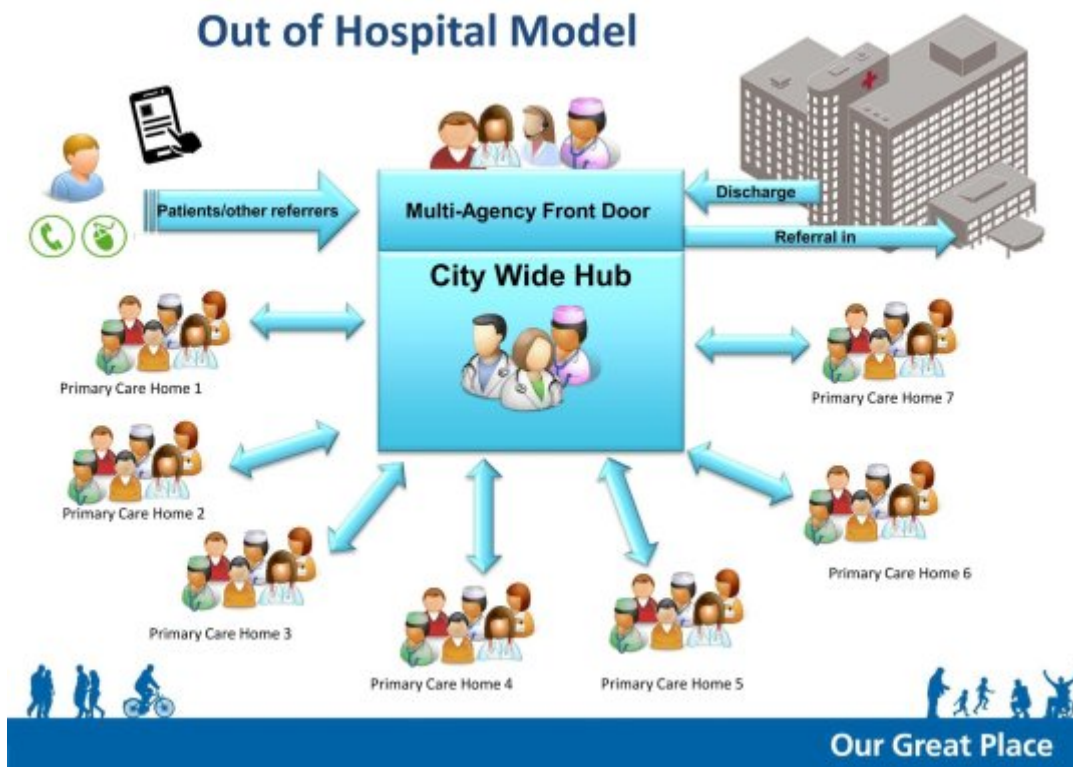 Out of Hospital Model
Patients/other referrers
Multi-Agency Front Door
Discharge
Referral in
City Wide Hub
Primary Care Home 1
Primary Care Home 7
Primary Care Home 2
Primary Care Home 6
Primary Care Home 3
Primary Care Home 4
Primary Care Home 5
Our Great Place